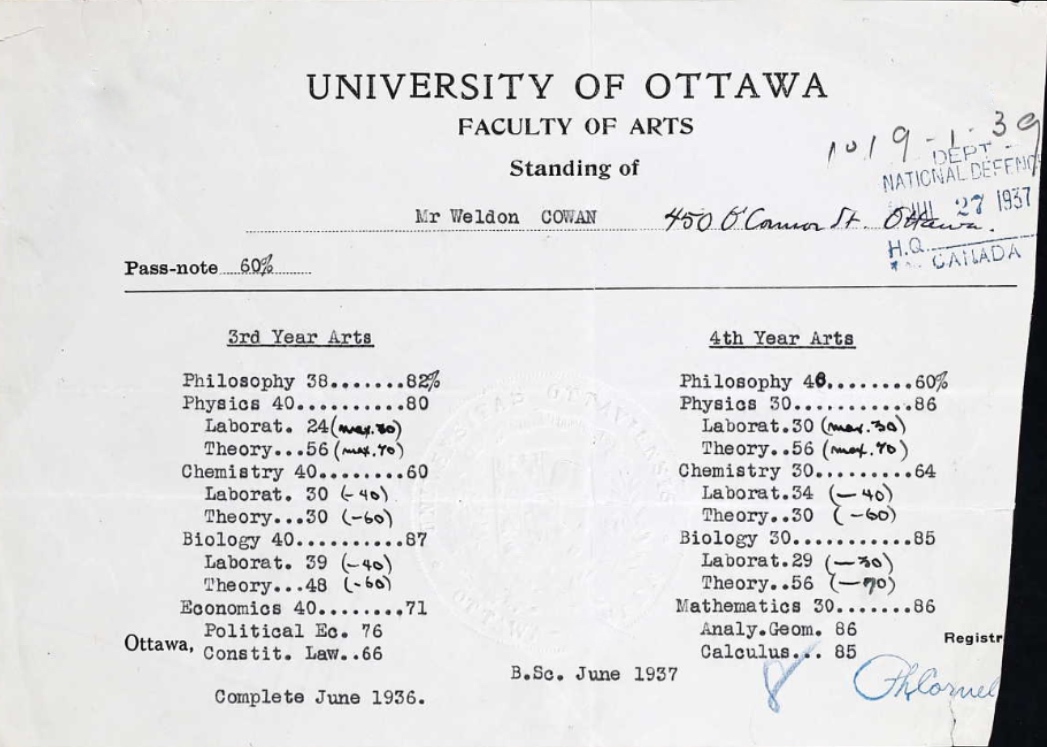 UNIVERSITY OF OTTAWA
FACULTY OF ARTS
Standing of
Mr Weldon COWAN 450 O'Connor St. Ottawa.
DEPT
NATIONAL DEFENCE
27 1937
H.Q.
CANADA
Pass-note 60%
3rd Year Arts
Philosophy 38.......82%
Physics 40..........80
Laborat. 24(max.30)
Theory...56(max.70)
Chemistry 40........60
Laborat. 30 (-40)
Theory...30 (-60)
Biology 40..........87
Laborat. 39 (-40)
Theory...48 (-60)
Economics 40........71
Political Ec. 76
Constit. Law..66
Complete June 1936.
4th Year Arts
Philosophy 40........60%
Physics 30...........86
Laborat.30 (max.30)
Theory..56 (max.70)
Chemistry 30.........64
Laborat.34 (-40)
Theory..30 (-60)
Biology 30...........85
Laborat.29 (-30)
Theory..56 (-70)
Mathematics 30.......86
Analy.Geom. 86
Calculus... 85
Ottawa,
Registr
B.Sc. June 1937